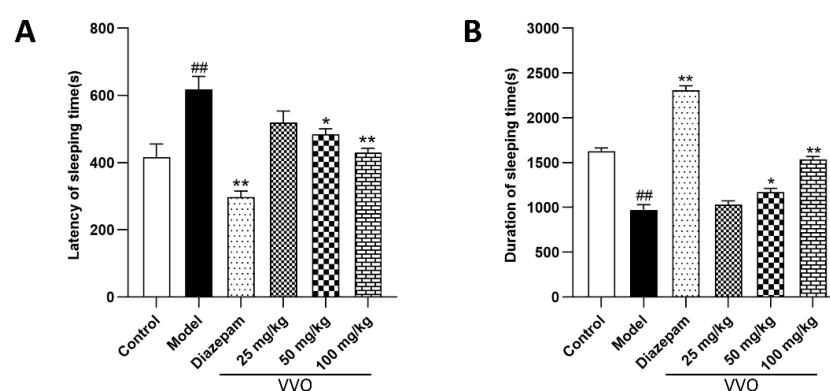 A
Latency of sleeping time(s)
800
600
400
200
0
##
**
*
**
Control
Model
Diazepam
25 mg/kg
50 mg/kg
100 mg/kg
VVO
B
Duration of sleeping time(s)
3000
2500
2000
1500
1000
500
0
##
**
*
**
Control
Model
Diazepam
25 mg/kg
50 mg/kg
100 mg/kg
VVO